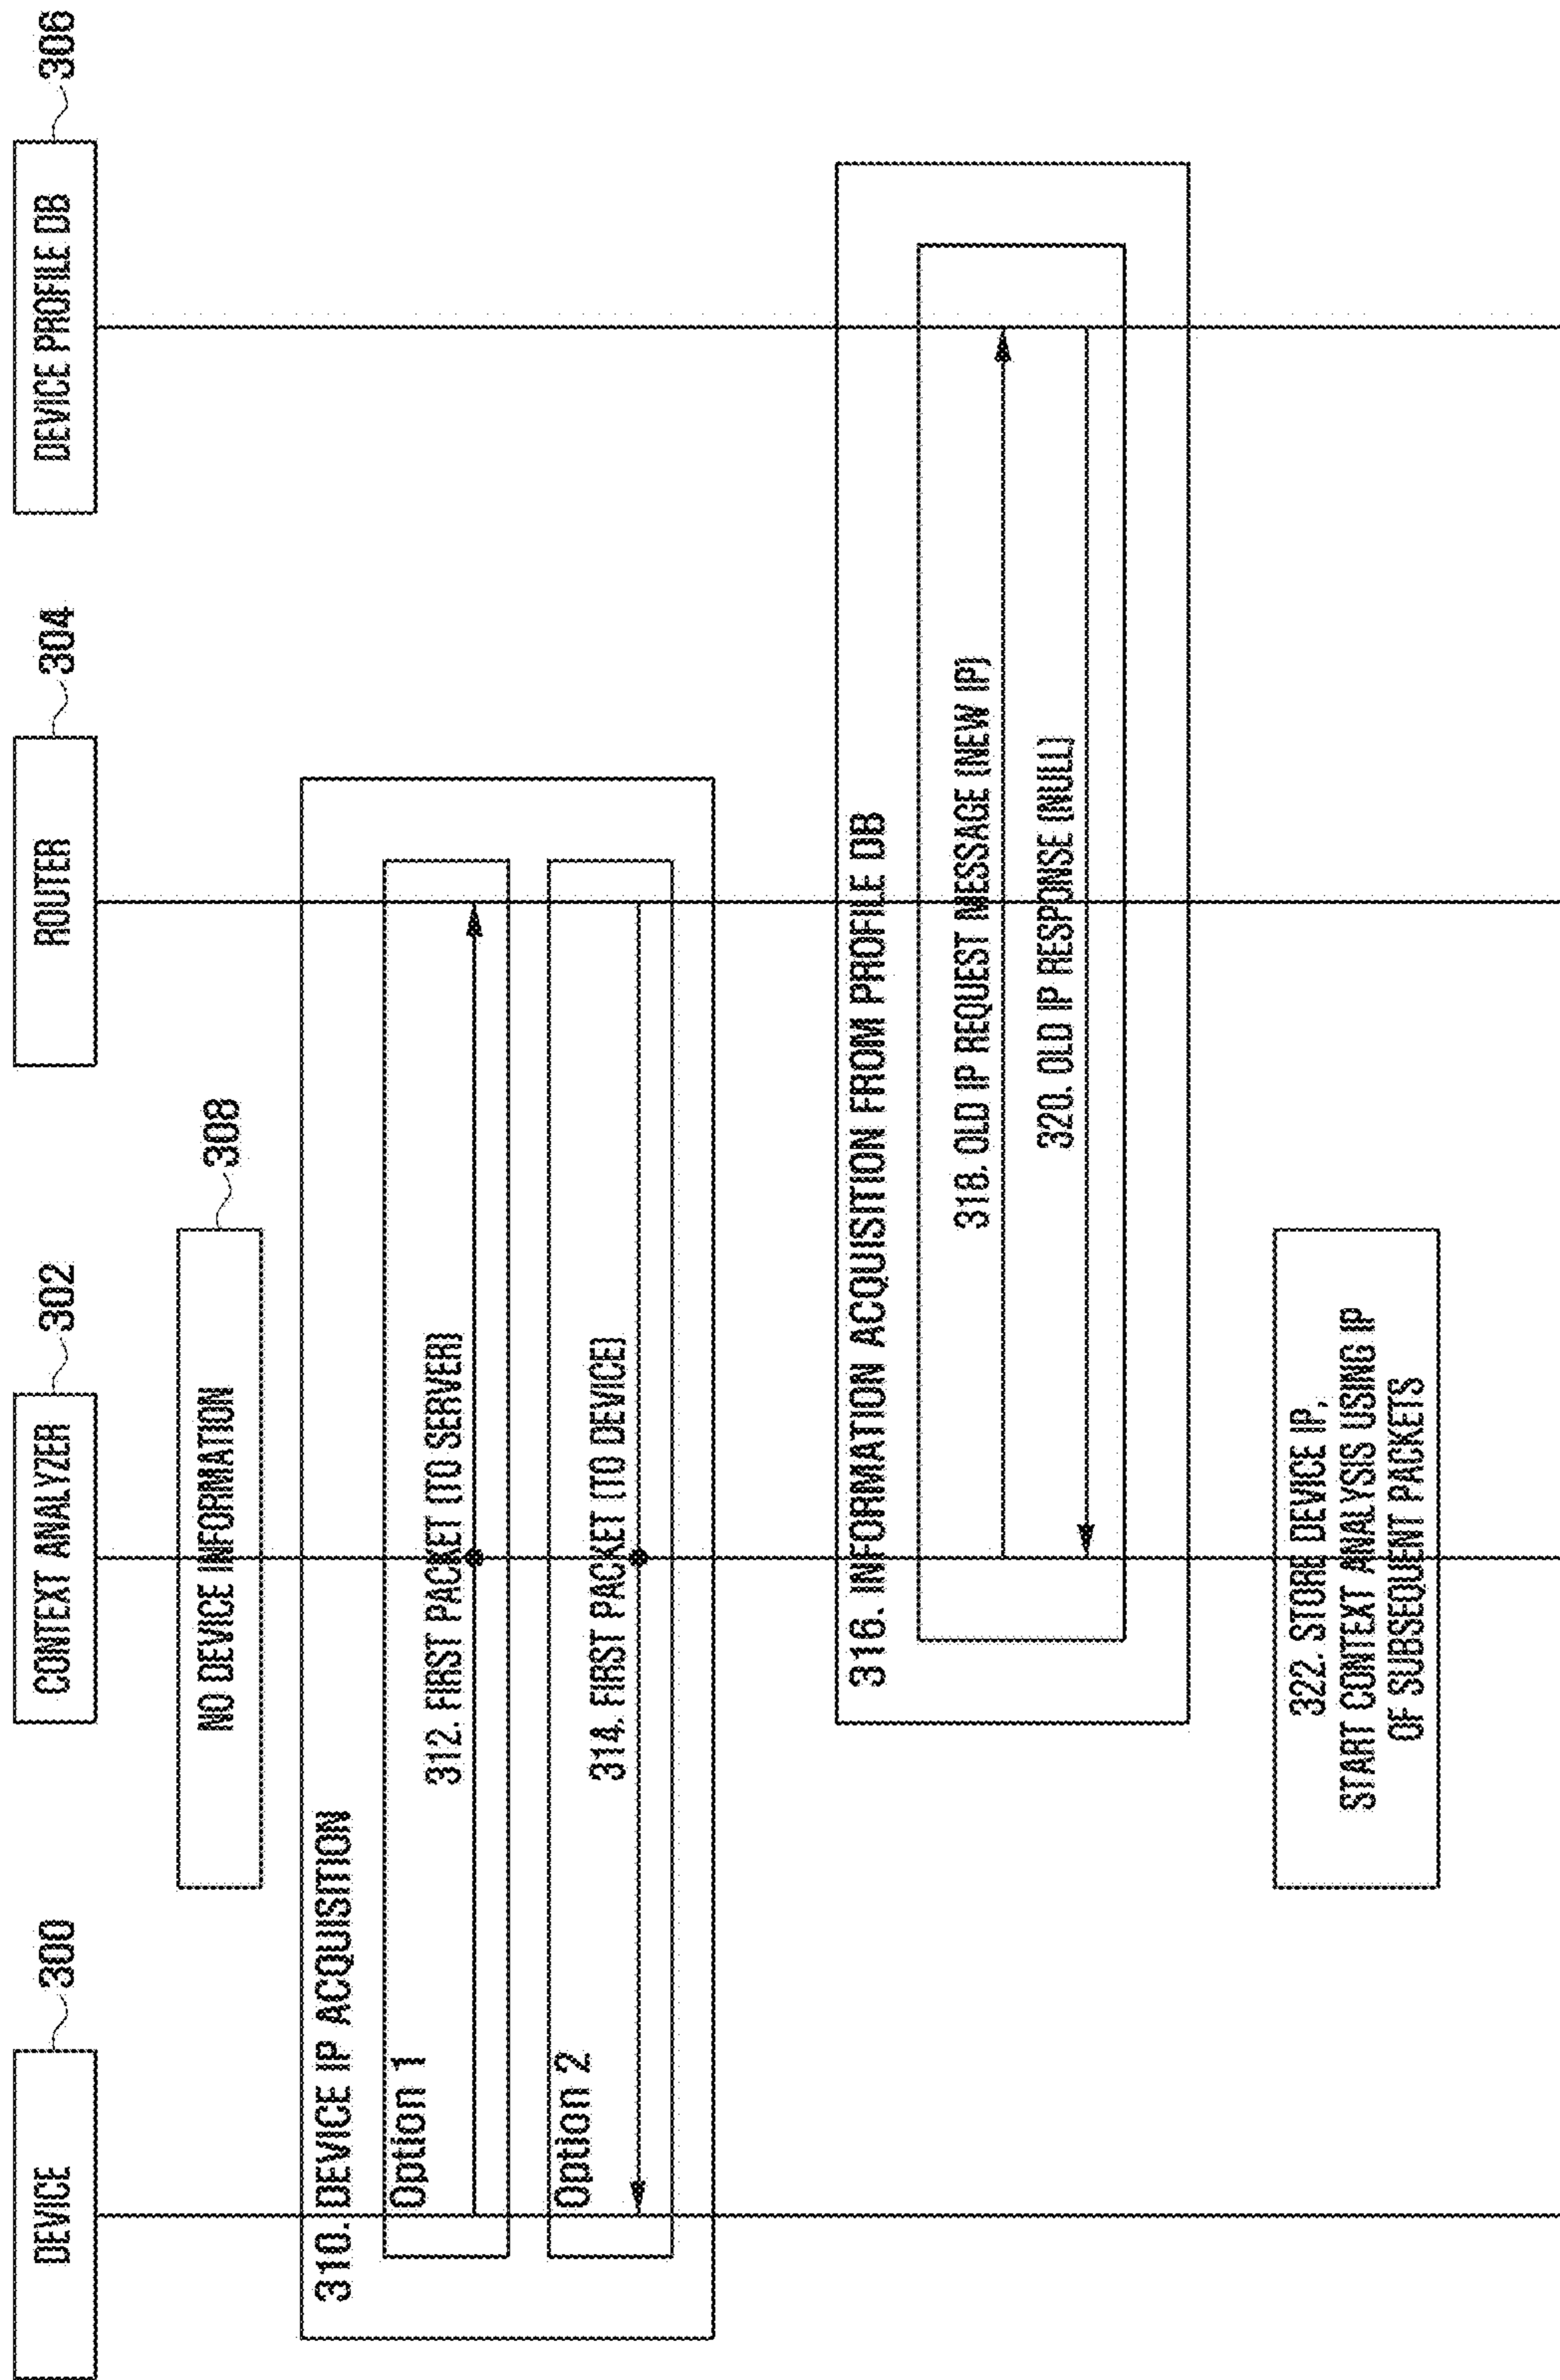 DEVICE
300
CONTEXT ANALYZER
302
ROUTER
304
DEVICE PROFILE DB
306
NO DEVICE INFORMATION
308
310. DEVICE IP ACQUISITION
Option 1
312. FIRST PACKET (TO SERVER)
Option 2
314. FIRST PACKET (TO DEVICE)
316. INFORMATION ACQUISITION FROM PROFILE DB
318. OLD IP REQUEST MESSAGE (NEW IP)
320. OLD IP RESPONSE (NULL)
322. STORE DEVICE IP,
START CONTEXT ANALYSIS USING IP
OF SUBSEQUENT PACKETS